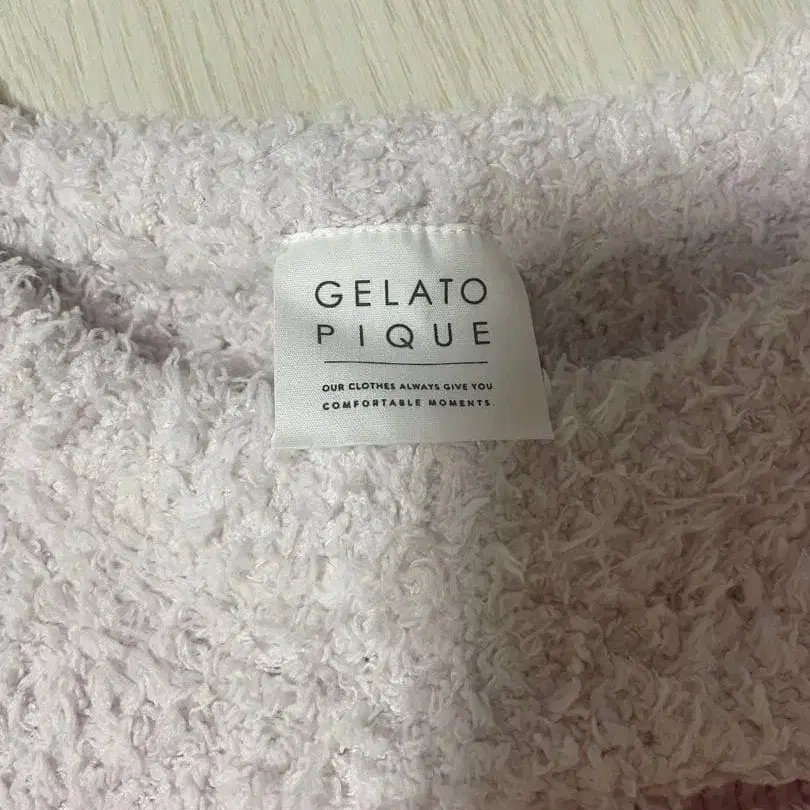 GELATO
PIQUE
OUR CLOTHES ALWAYS GIVE YOU
COMFORTABLE MOMENTS.